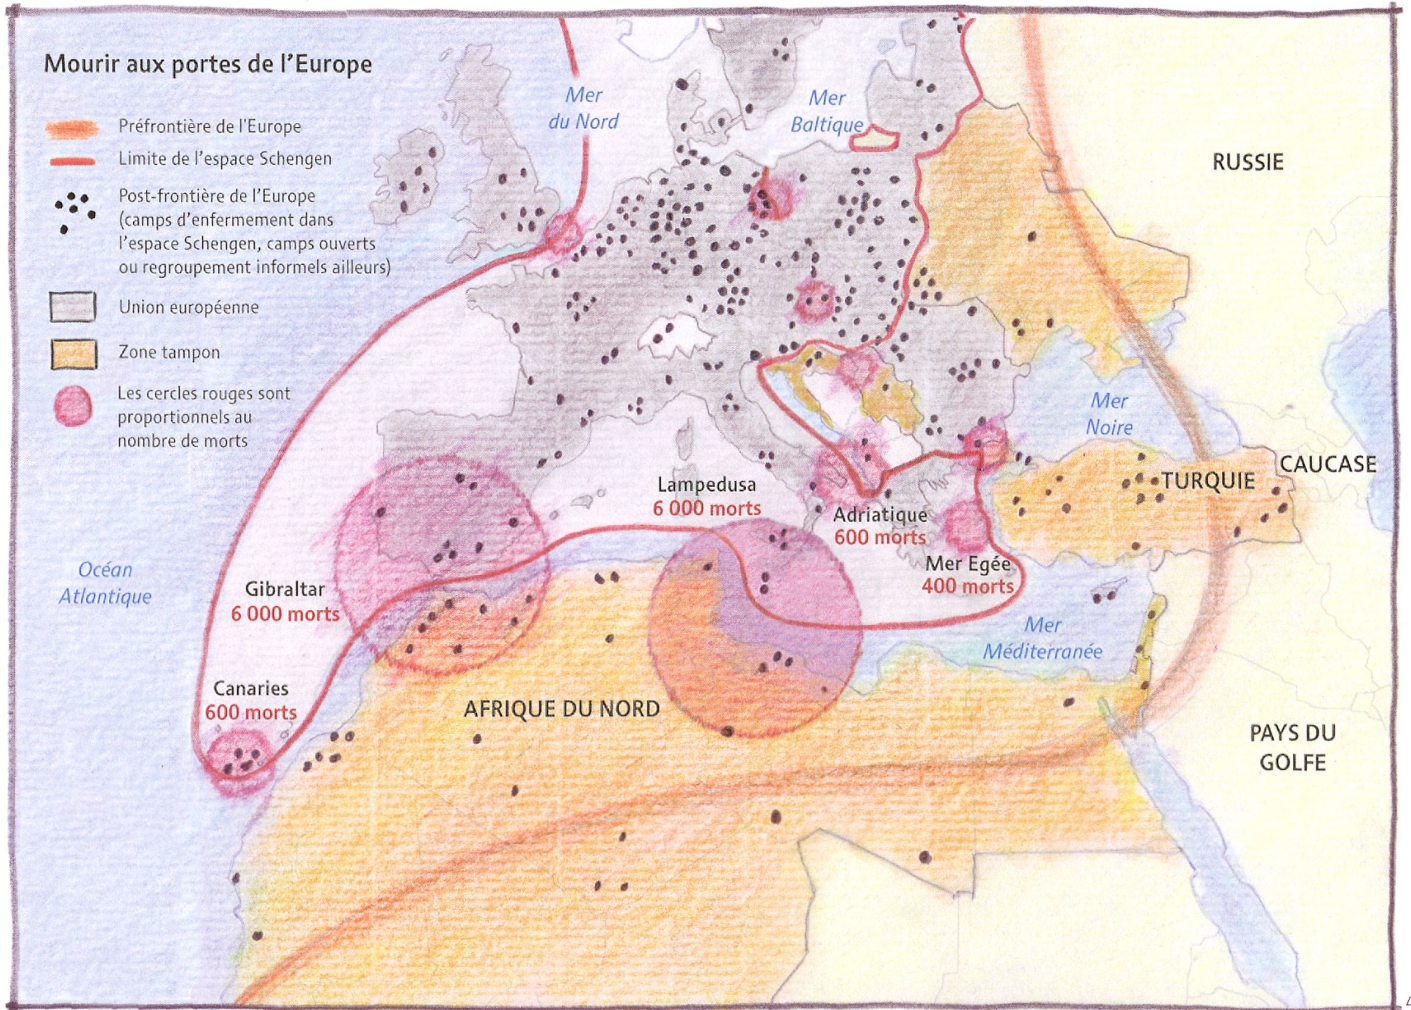 Mourir aux portes de l'Europe
Préfrontière de l'Europe
Limite de l'espace Schengen
Post-frontière de l'Europe
(camps d'enfermement dans
l'espace Schengen, camps ouverts
ou regroupement informels ailleurs)
Union européenne
Zone tampon
Les cercles rouges sont
proportionnels au
nombre de morts
Mer
du Nord
Mer
Baltique
RUSSIE
Mer
Noire
CAUCASE
TURQUIE
Lampedusa
6 000 morts
Adriatique
600 morts
Mer Egée
400 morts
Océan
Atlantique
Gibraltar
6 000 morts
Mer
Méditerranée
Canaries
600 morts
AFRIQUE DU NORD
PAYS DU
GOLFE